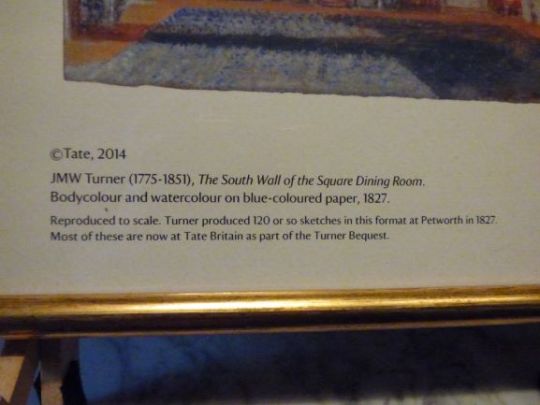 ©Tate, 2014
JMW Turner (1775-1851), The South Wall of the Square Dining Room.
Bodycolour and watercolour on blue-coloured paper, 1827.
Reproduced to scale. Turner produced 120 or so sketches in this format at Petworth in 1827.
Most of these are now at Tate Britain as part of the Turner Bequest.